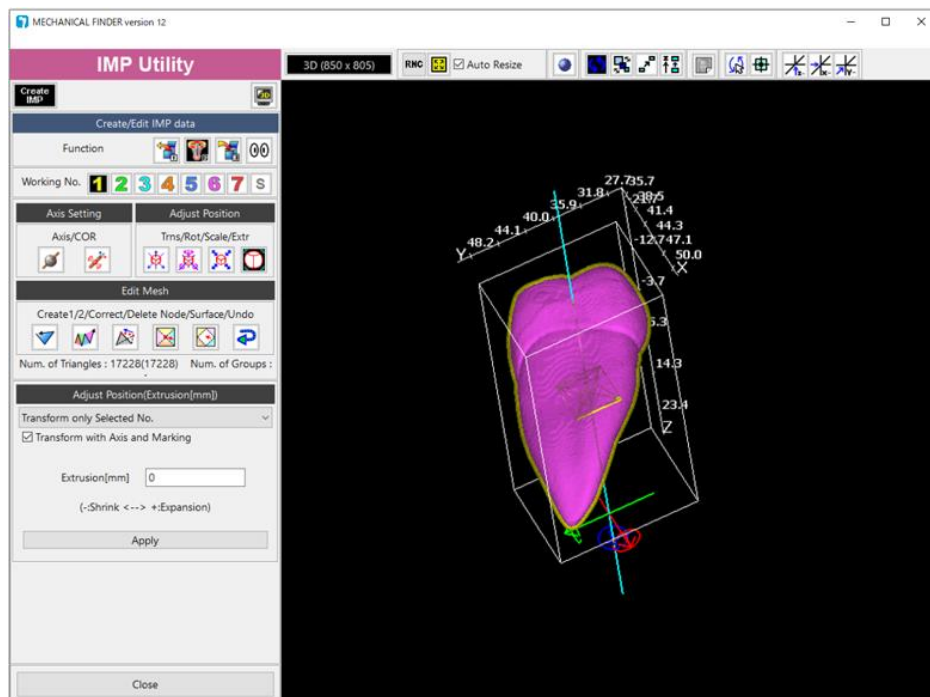 MECHANICAL FINDER version 12
IMP Utility
3D (850 x 805)
RHC
Auto Resize
Create
IMP
Create/Edit IMP data
Function
Working No. 1 2 3 4 5 6 7 S
Axis Setting
Adjust Position
Axis/COR
Trns/Rot/Scale/Extr
Edit Mesh
Create1/2/Correct/Delete Node/Surface/Undo
Num. of Triangles : 17228(17228) Num. of Groups :
Adjust Position(Extrusion[mm])
Transform only Selected No.
Transform with Axis and Marking
Extrusion[mm] 0
(-:Shrink <--> +:Expansion)
Apply
Close
27.7 35.7
31.8
35.9
40.0
41.4
44.1
44.3
48.2
-12.7 47.1
Y
50.0
X
-3.7
14.3
23.4
Z